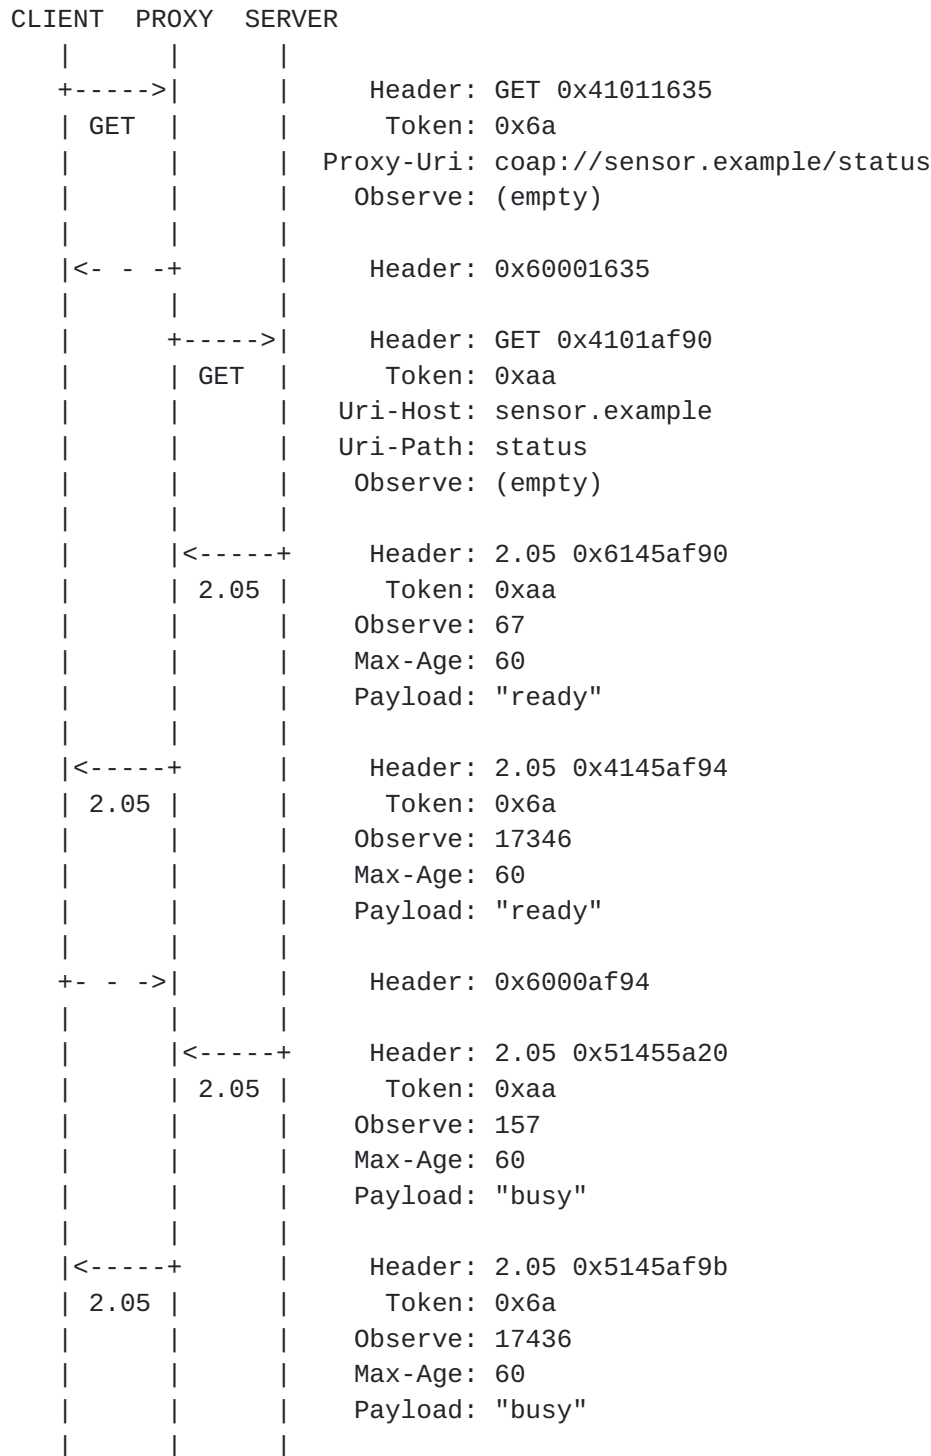 CLIENT  PROXY  SERVER
   |      |      |
   +----->|      |     Header: GET 0x41011635
   | GET  |      |      Token: 0x6a
   |      |      |  Proxy-Uri: coap://sensor.example/status
   |      |      |    Observe: (empty)
   |      |      |
   |<- - -+      |     Header: 0x60001635
   |      |      |
   |      +----->|     Header: GET 0x4101af90
   |      | GET  |      Token: 0xaa
   |      |      |   Uri-Host: sensor.example
   |      |      |   Uri-Path: status
   |      |      |    Observe: (empty)
   |      |      |
   |      |<-----+     Header: 2.05 0x6145af90
   |      | 2.05 |      Token: 0xaa
   |      |      |    Observe: 67
   |      |      |    Max-Age: 60
   |      |      |    Payload: "ready"
   |      |      |
   |<-----+      |     Header: 2.05 0x4145af94
   | 2.05 |      |      Token: 0x6a
   |      |      |    Observe: 17346
   |      |      |    Max-Age: 60
   |      |      |    Payload: "ready"
   |      |      |
   +- - ->|      |     Header: 0x6000af94
   |      |      |
   |      |<-----+     Header: 2.05 0x51455a20
   |      | 2.05 |      Token: 0xaa
   |      |      |    Observe: 157
   |      |      |    Max-Age: 60
   |      |      |    Payload: "busy"
   |      |      |
   |<-----+      |     Header: 2.05 0x5145af9b
   | 2.05 |      |      Token: 0x6a
   |      |      |    Observe: 17436
   |      |      |    Max-Age: 60
   |      |      |    Payload: "busy"
   |      |      |